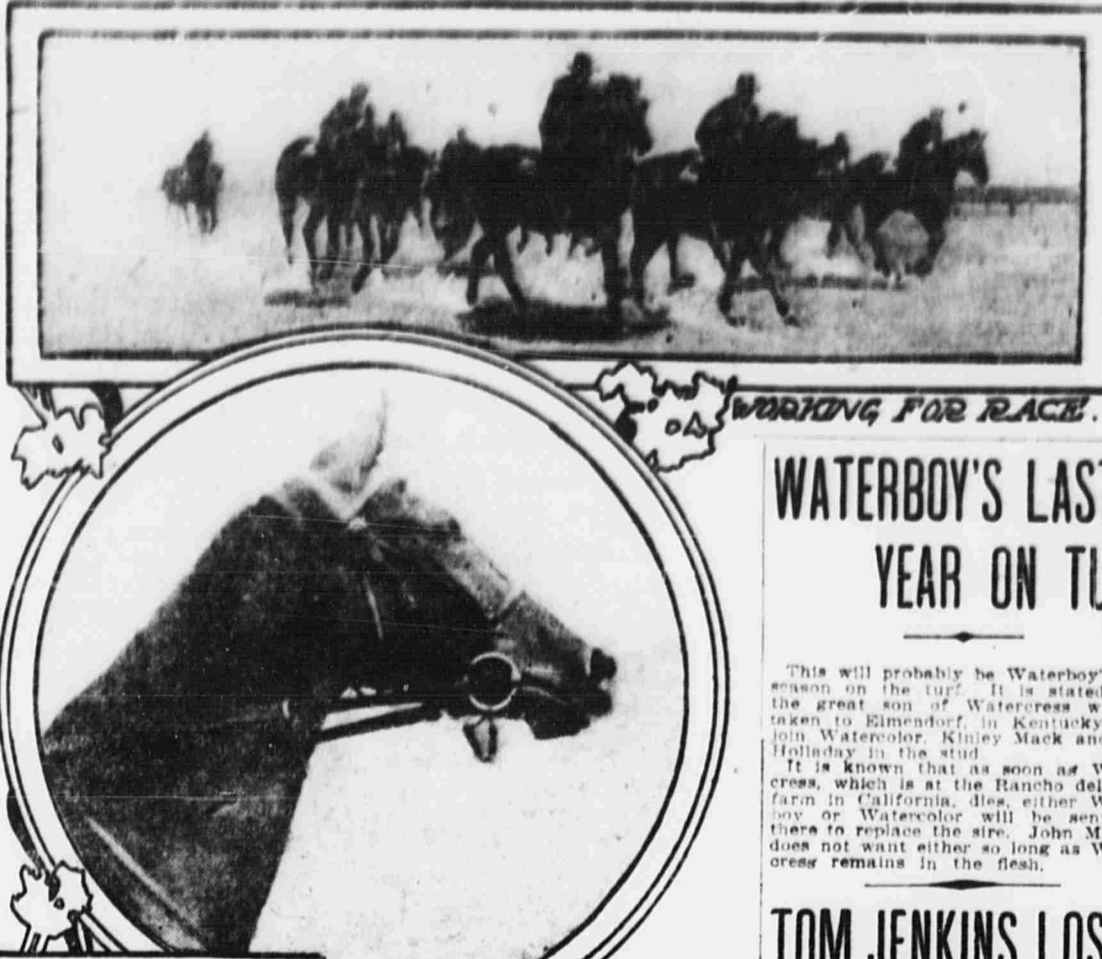 WORKING FOR RACE.
WATERBOY'S LAS
YEAR ON TU
This will probably be Waterboy'
season on the turf. It is stated
the great son of Watercress w
taken to Elmendorf, in Kentucky
join Watercolor, Kinley Mack and
Holladay in the stud.
It is known that as soon as W
cress, which is at the Rancho del
farm in California, dies, either W
boy or Watercolor will be sen
there to replace the sire. John M
does not want either so long as W
cress remains in the flesh.
TOM JENKINS LOS